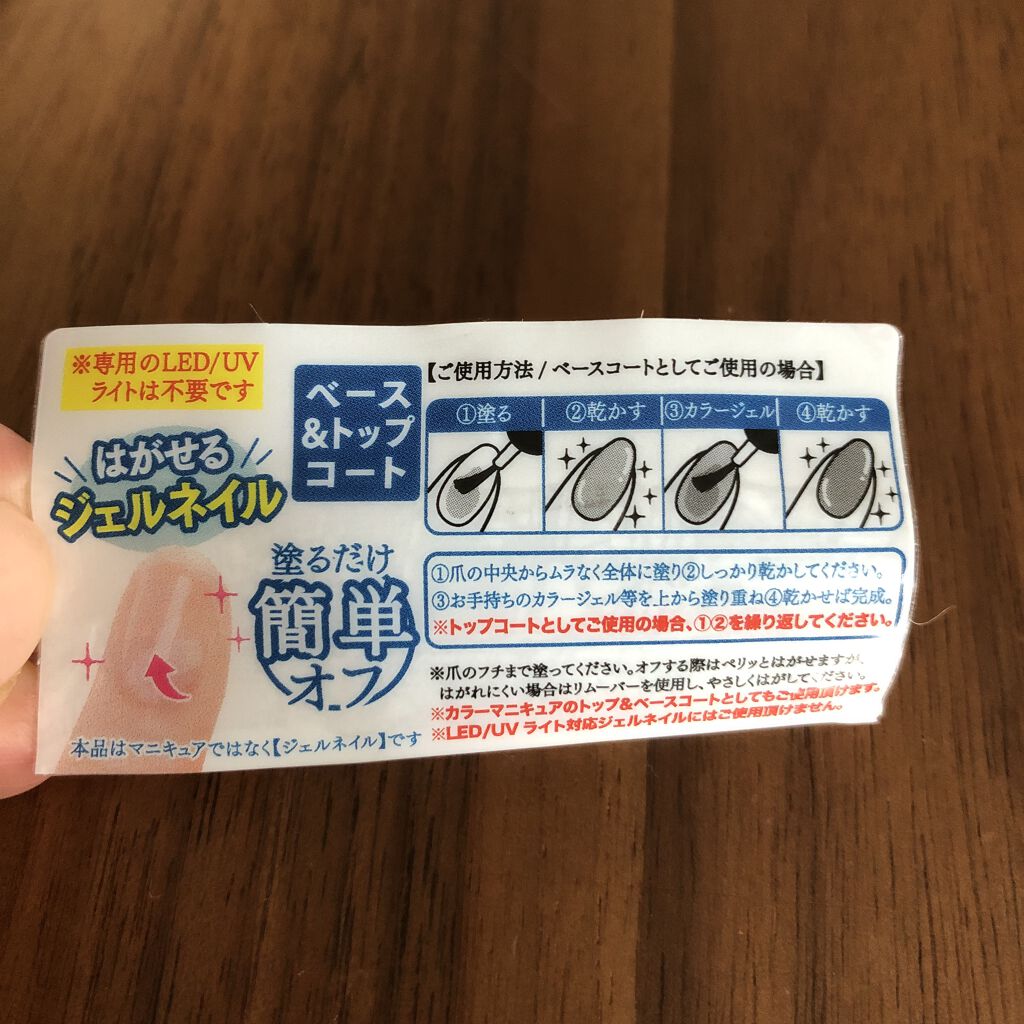 ※専用のLED/UV
ライトは不要です
はがせる
ジェルネイル
ベース
&トップ
コート
塗るだけ
簡単
オフ
本品はマニキュアではなく【ジェルネイル】です
【ご使用方法/ベースコートとしてご使用の場合】
①塗る ②乾かす ③カラージェル ④乾かす
①爪の中央からムラなく全体に塗り②しっかり乾かしてください。
③お手持ちのカラージェル等を上から塗り重ね④乾かせば完成。
※トップコートとしてご使用の場合、①②を繰り返してください。
※爪のフチまで塗ってください。オフする際はペリッとはがせますが、
はがれにくい場合はリムーバーを使用し、やさしくはがしてください。
※カラーマニキュアのトップ&ベースコートとしてもご使用頂けます。
※LED/UV ライト対応ジェルネイルにはご使用頂けません。